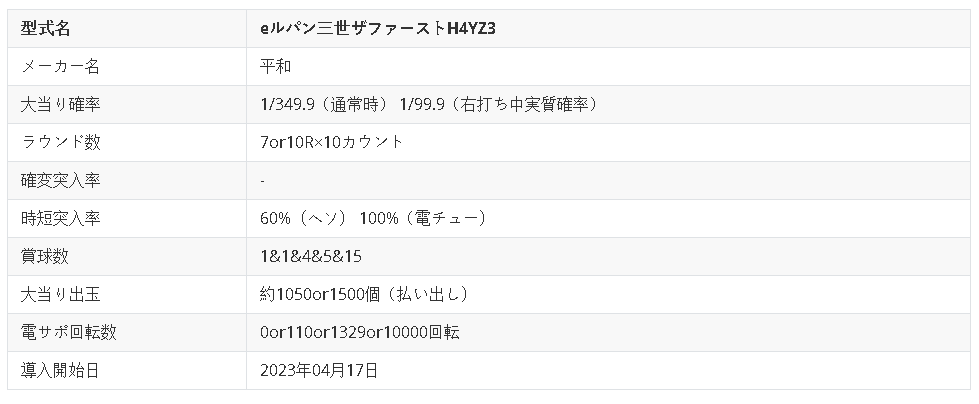 型式名 eルパン三世ザファーストH4YZ3
メーカー名 平和
大当り確率 1/349.9（通常時） 1/99.9（右打ち中実質確率）
ラウンド数 7or10R×10カウント
確変突入率 -
時短突入率 60%（ヘソ） 100%（電チュー）
賞球数 1&1&4&5&15
大当り出玉 約1050or1500個（払い出し）
電サポ回転数 0or110or1329or10000回転
導入開始日 2023年04月17日